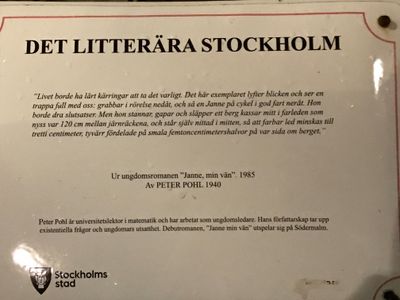 DET LITTERÄRA STOCKHOLM
"Livet borde ha lärt kärringar att ta det varligt. Det här exemplaret lyfter blicken och ser en
trappa full med oss: grabbar i rörelse nedåt, och så en Janne på cykel i god fart neråt. Hon
borde dra slutsatser. Men hon stannar, gapar och släpper ett berg kassar mitt i farleden som
nyss var 120 cm mellan järnräckena, och står själv nittad i mitten, så att farbar led minskas till
tretti centimeter, tyvärr fördelade på smala femtoncentimetershalvor på var sida om berget."
Ur ungdomsromanen "Janne, min vän". 1985
Av PETER POHL 1940
Peter Pohl är universitetslektor i matematik och har arbetat som ungdomsledare. Hans författarskap tar upp
existentiella frågor och ungdomars utsatthet. Debutromanen, "Janne min vän" utspelar sig på Södermalm.
Stockholms
stad